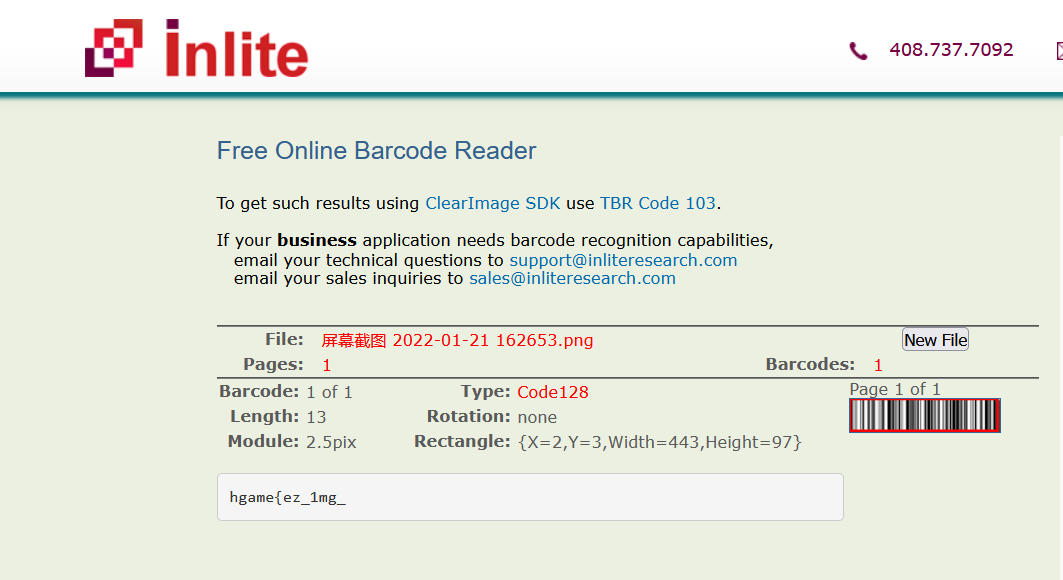 inlite
408.737.7092
Free Online Barcode Reader
To get such results using ClearImage SDK use TBR Code 103.
If your business application needs barcode recognition capabilities,
email your technical questions to support@inliteresearch.com
email your sales inquiries to sales@inliteresearch.com
File: 屏幕截图 2022-01-21 162653.png New File
Pages: 1 Barcodes: 1
Barcode: 1 of 1 Type: Code128 Page 1 of 1
Length: 13 Rotation: none
Module: 2.5pix Rectangle: {X=2,Y=3,Width=443,Height=97}
hgame{ez_1mg_